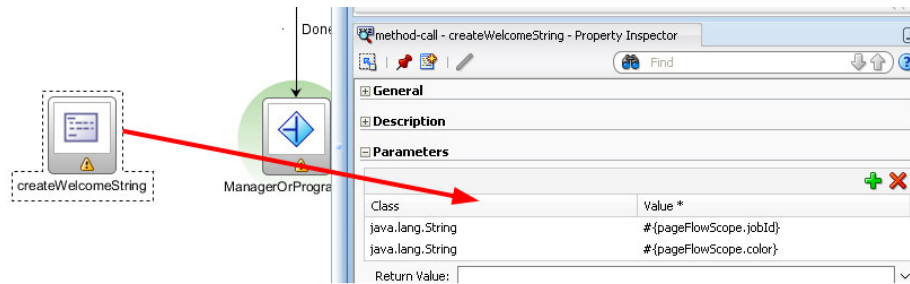 Done
createWelcomeString
ManagerOrProgra
method-call - createWelcomeString - Property Inspector
Find
General
Description
Parameters
Class Value *
java.lang.String #{pageFlowScope.jobId}
java.lang.String #{pageFlowScope.color}
Return Value: